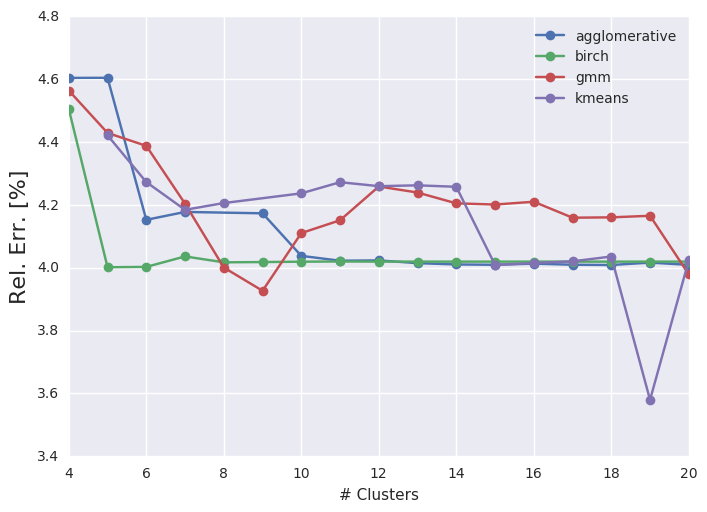 4.8
4.6
4.4
4.2
4.0
3.8
3.6
3.4
Rel. Err. [%]
agglomerative
birch
gmm
kmeans
4 6 8 10 12 14 16 18 20
# Clusters